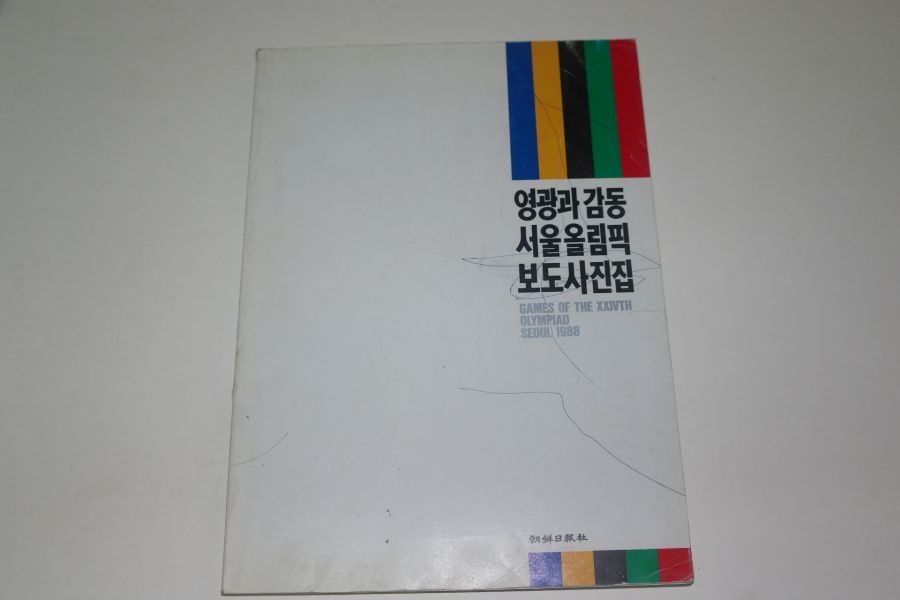 영광과 감동
서울 올림픽
보도사진집
GAMES OF THE XXIVTH
OLYMPIAD
SEOUL 1988
朝鮮日報社